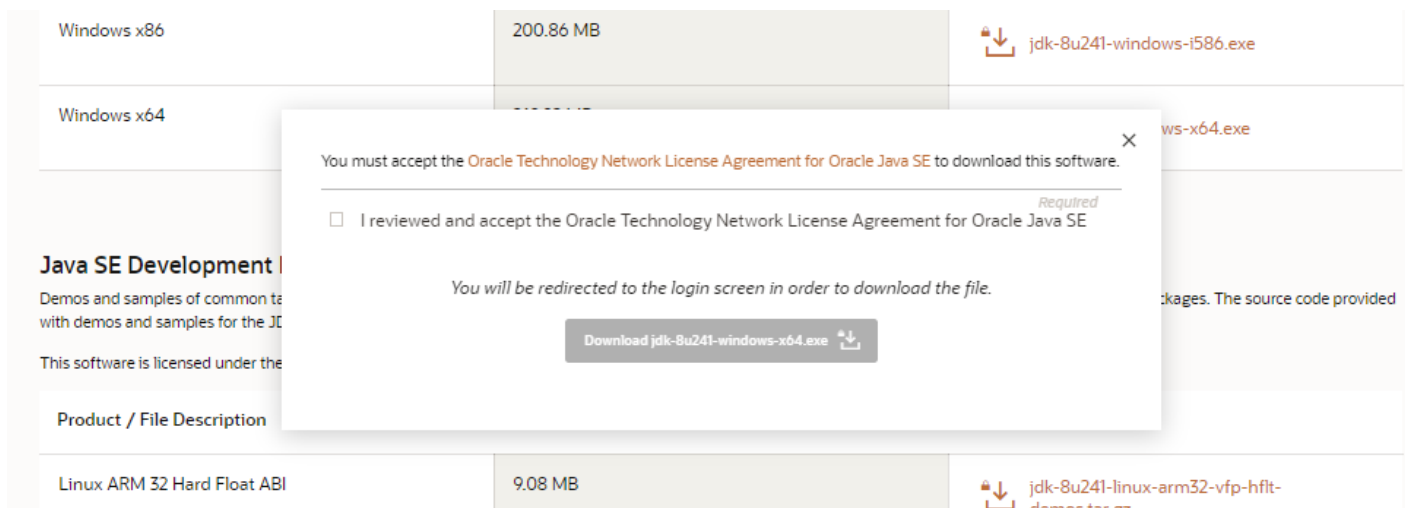 Windows x86
200.86 MB
jdk-8u241-windows-i586.exe
Windows x64
ws-x64.exe
You must accept the Oracle Technology Network License Agreement for Oracle Java SE to download this software.
Required
I reviewed and accept the Oracle Technology Network License Agreement for Oracle Java SE
You will be redirected to the login screen in order to download the file.
Download jdk-8u241-windows-x64.exe
Java SE Development
Demos and samples of common ta
ckages. The source code provided
with demos and samples for the JD
This software is licensed under the
Product / File Description
Linux ARM 32 Hard Float ABI
9.08 MB
jdk-8u241-linux-arm32-vfp-hflt-
demos.tar.gz